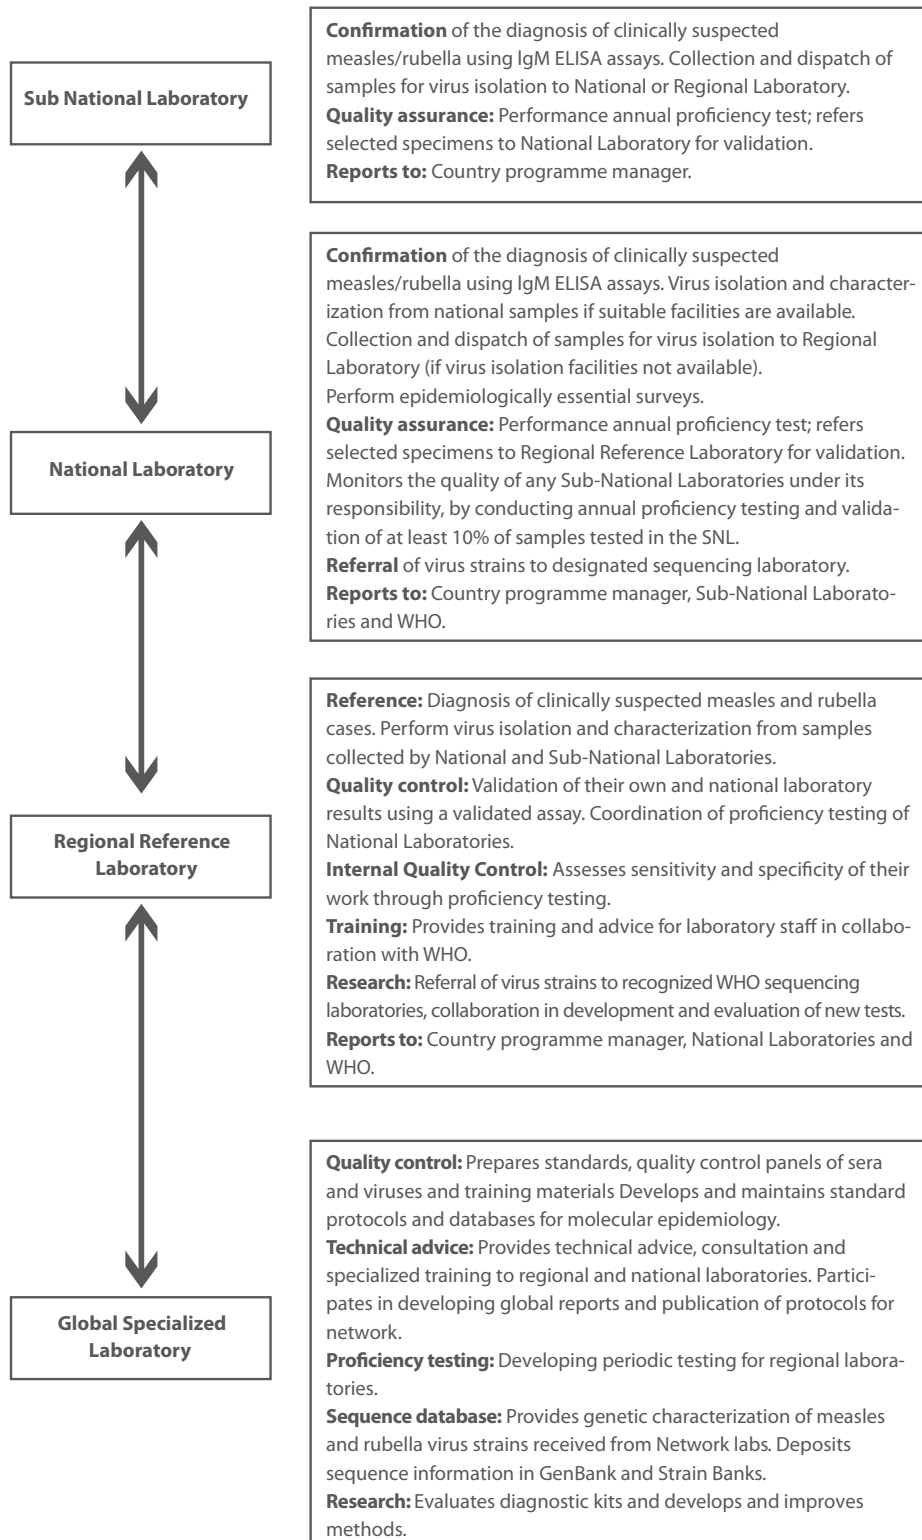 Sub National Laboratory
Confirmation of the diagnosis of clinically suspected
measles/rubella using IgM ELISA assays. Collection and dispatch of
samples for virus isolation to National or Regional Laboratory.
Quality assurance: Performance annual proficiency test; refers
selected specimens to National Laboratory for validation.
Reports to: Country programme manager.
National Laboratory
Confirmation of the diagnosis of clinically suspected
measles/rubella using IgM ELISA assays. Virus isolation and character-
ization from national samples if suitable facilities are available.
Collection and dispatch of samples for virus isolation to Regional
Laboratory (if virus isolation facilities not available).
Perform epidemiologically essential surveys.
Quality assurance: Performance annual proficiency test; refers
selected specimens to Regional Reference Laboratory for validation.
Monitors the quality of any Sub-National Laboratories under its
responsibility, by conducting annual proficiency testing and valida-
tion of at least 10% of samples tested in the SNL.
Referral of virus strains to designated sequencing laboratory.
Reports to: Country programme manager, Sub-National Laborato-
ries and WHO.
Regional Reference
Laboratory
Reference: Diagnosis of clinically suspected measles and rubella
cases. Perform virus isolation and characterization from samples
collected by National and Sub-National Laboratories.
Quality control: Validation of their own and national laboratory
results using a validated assay. Coordination of proficiency testing of
National Laboratories.
Internal Quality Control: Assesses sensitivity and specificity of their
work through proficiency testing.
Training: Provides training and advice for laboratory staff in collabo-
ration with WHO.
Research: Referral of virus strains to recognized WHO sequencing
laboratories, collaboration in development and evaluation of new tests.
Reports to: Country programme manager, National Laboratories and
WHO.
Global Specialized
Laboratory
Quality control: Prepares standards, quality control panels of sera
and viruses and training materials Develops and maintains standard
protocols and databases for molecular epidemiology.
Technical advice: Provides technical advice, consultation and
specialized training to regional and national laboratories. Partici-
pates in developing global reports and publication of protocols for
network.
Proficiency testing: Developing periodic testing for regional labora-
tories.
Sequence database: Provides genetic characterization of measles
and rubella virus strains received from Network labs. Deposits
sequence information in GenBank and Strain Banks.
Research: Evaluates diagnostic kits and develops and improves
methods.